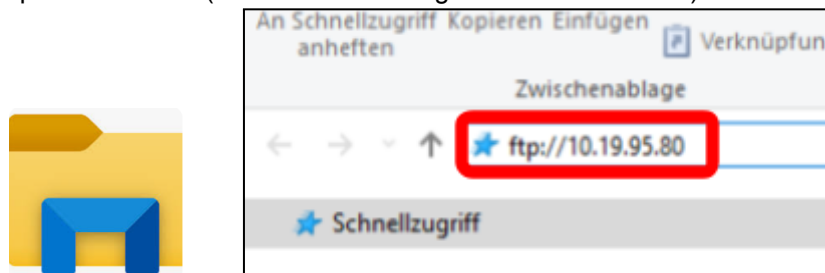 An Schnellzugriff Kopieren Einfügen
anheften
Verknüpfun
Zwischenablage
ftp://10.19.95.80
Schnellzugriff